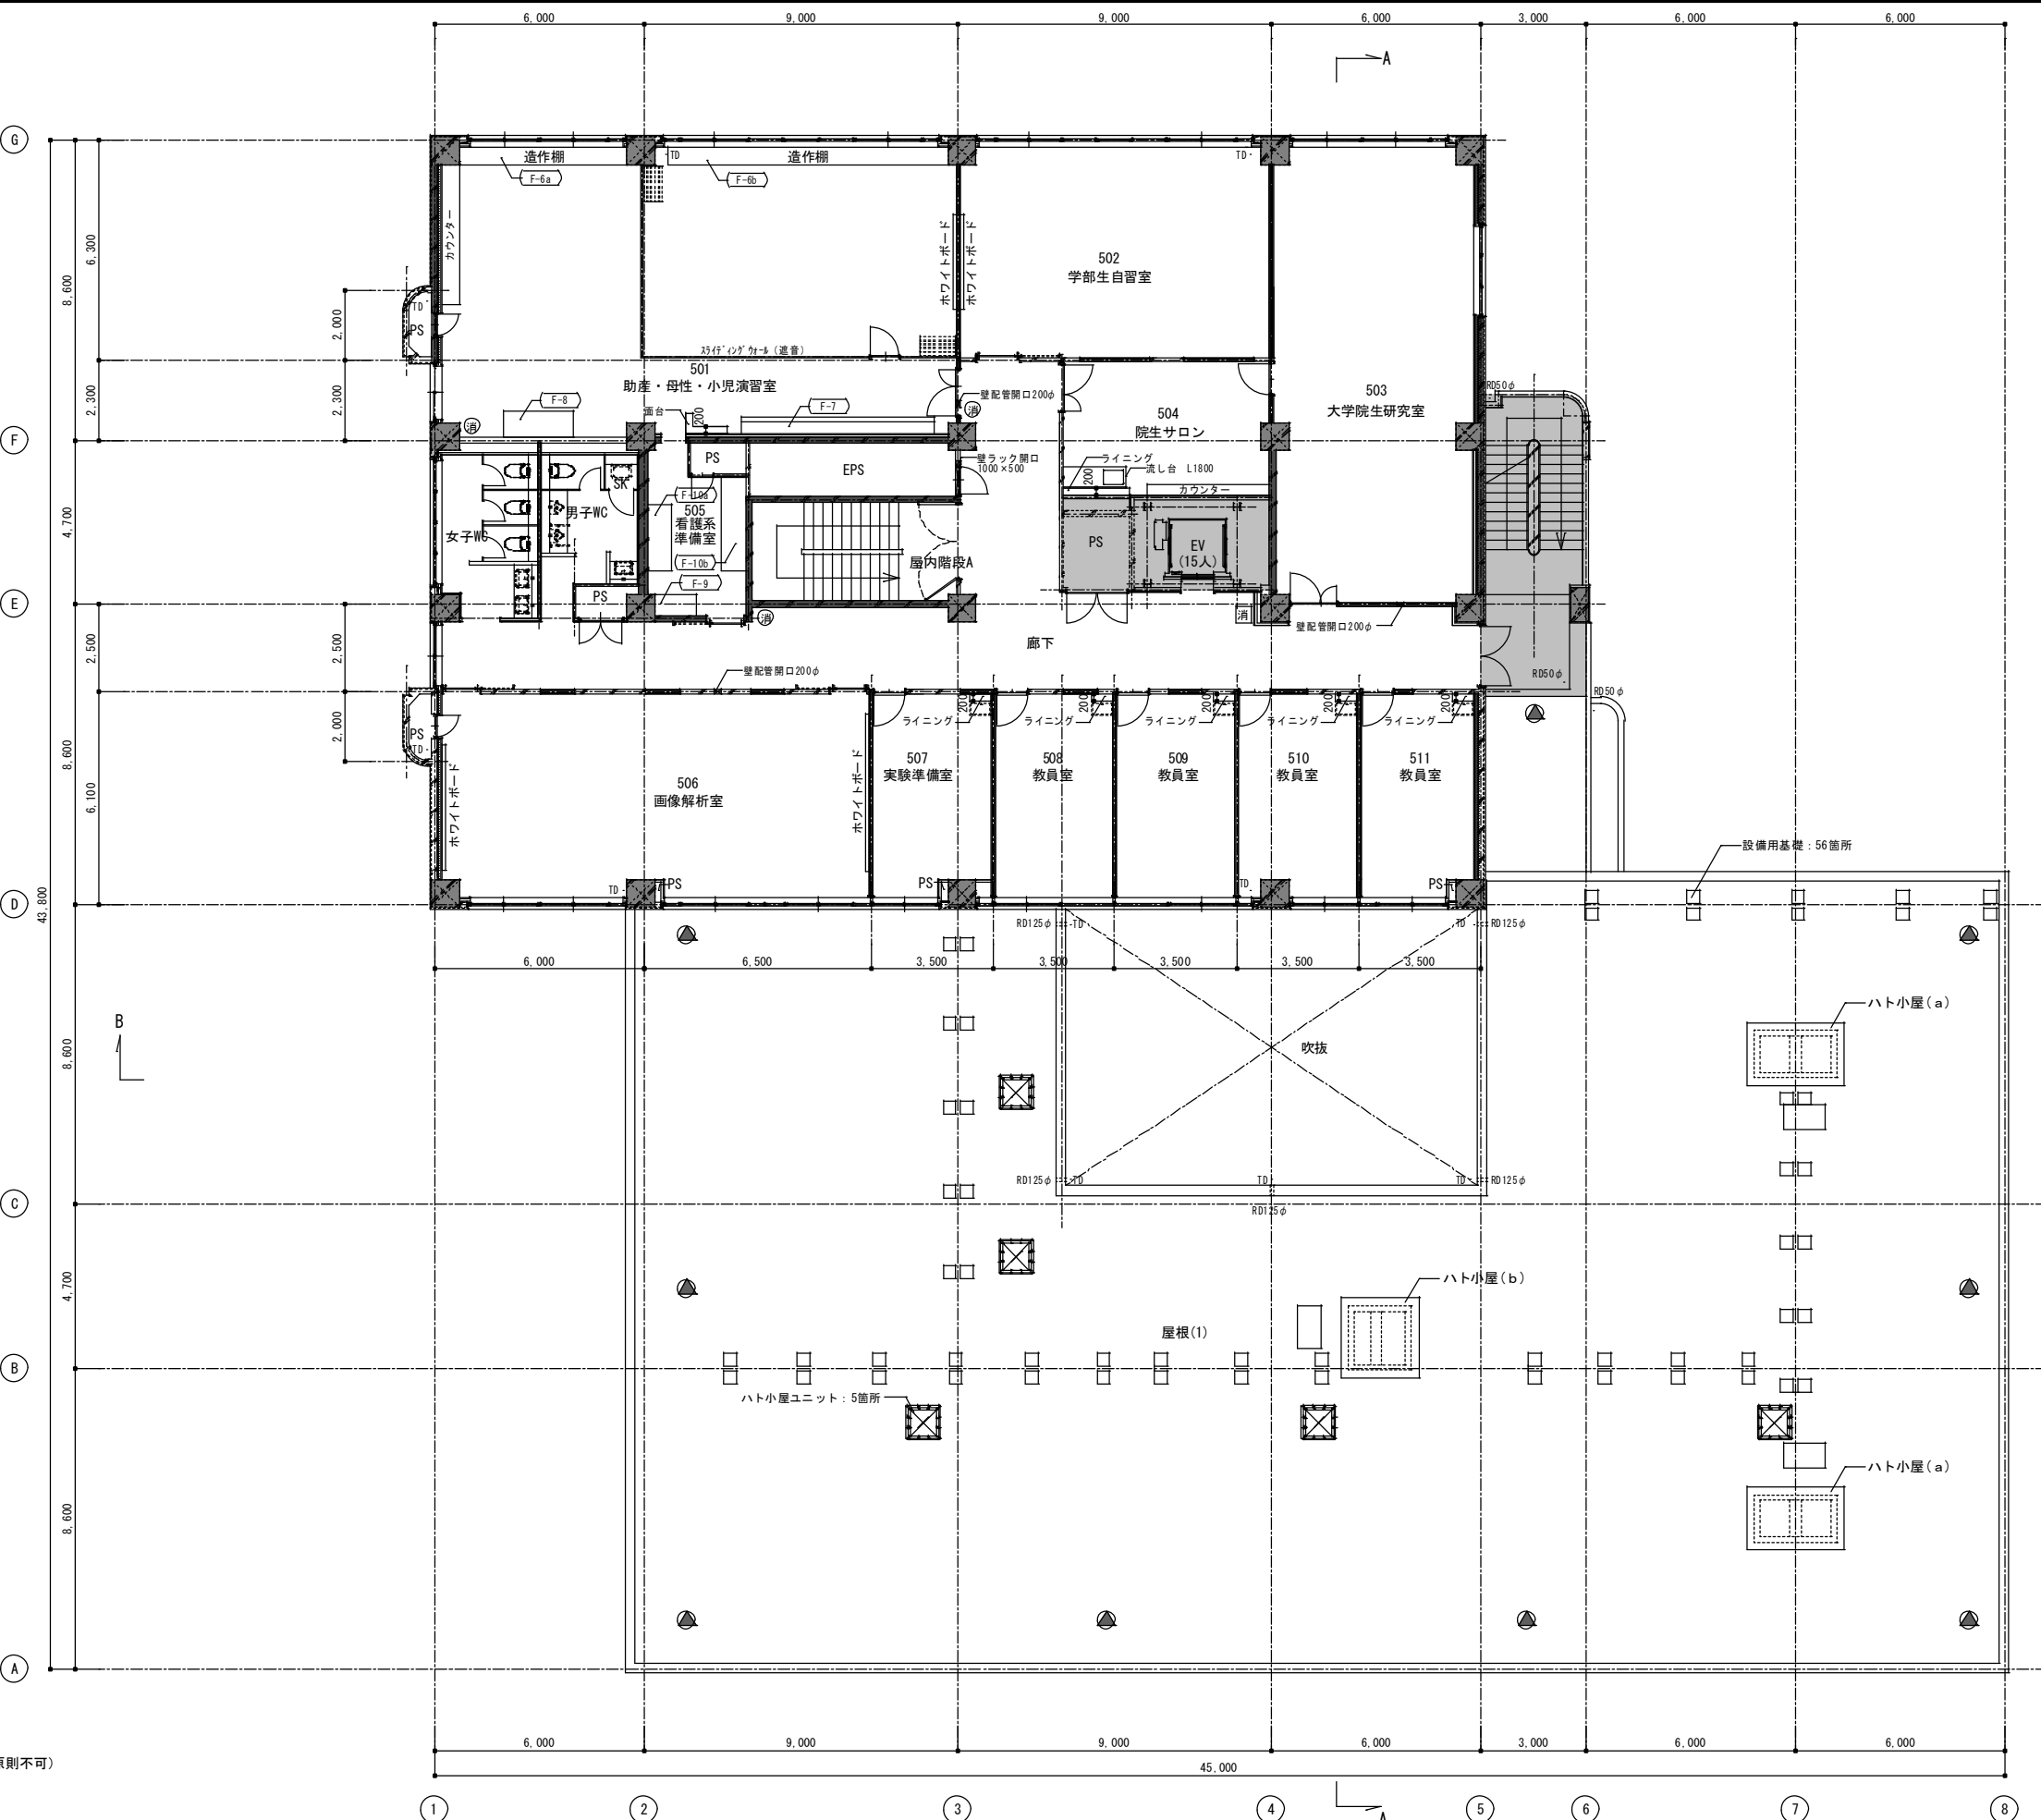 6,000
9,000
9,000
6,000
3,000
6,000
6,000
A
G
造作棚
TD
造作棚
TD
F-6a
F-6b
カウンター
ホワイトボード
ホワイトボード
6,300
8,600
502
学部生自習室
2,000
TD
PS
スライディングウォール(遮音)
501
助産・母性・小児演習室
503
大学院生研究室
2,300
F-8
面台
200
F-7
壁配管開口200φ
消
消
504
院生サロン
RD50φ
F
PS
EPS
壁ラック開口
1000×500
ライニング
流し台 L1800
200
カウンター
SK
F-10a
505
看護系
準備室
男子WC
女子WC
4,700
F-10b
屋内階段A
PS
EV
(15人)
F-9
PS
E
消
消
壁配管開口200φ
廊下
2,500
2,500
壁配管開口200φ
RD50φ
RD50φ
200
200
200
200
200
ライニング
ライニング
ライニング
ライニング
ライニング
2,000
PS
TD
8,600
6,100
ホワイトボード
506
画像解析室
ホワイトボード
507
実験準備室
508
教員室
509
教員室
510
教員室
511
教員室
設備用基礎:56箇所
TD
PS
PS
TD
PS
D
43,800
RD125φ
TD
TD
RD125φ
6,000
6,500
3,500
3,500
3,500
3,500
3,500
ハト小屋(a)
B
8,600
吹抜
RD125φ
TD
TD
TD
RD125φ
C
RD125φ
4,700
ハト小屋(b)
屋根(1)
B
ハト小屋ユニット:5箇所
ハト小屋(a)
8,600
A
6,000
9,000
9,000
6,000
3,000
6,000
6,000
則不可)
45,000
1
2
3
4
A
5
6
7
8